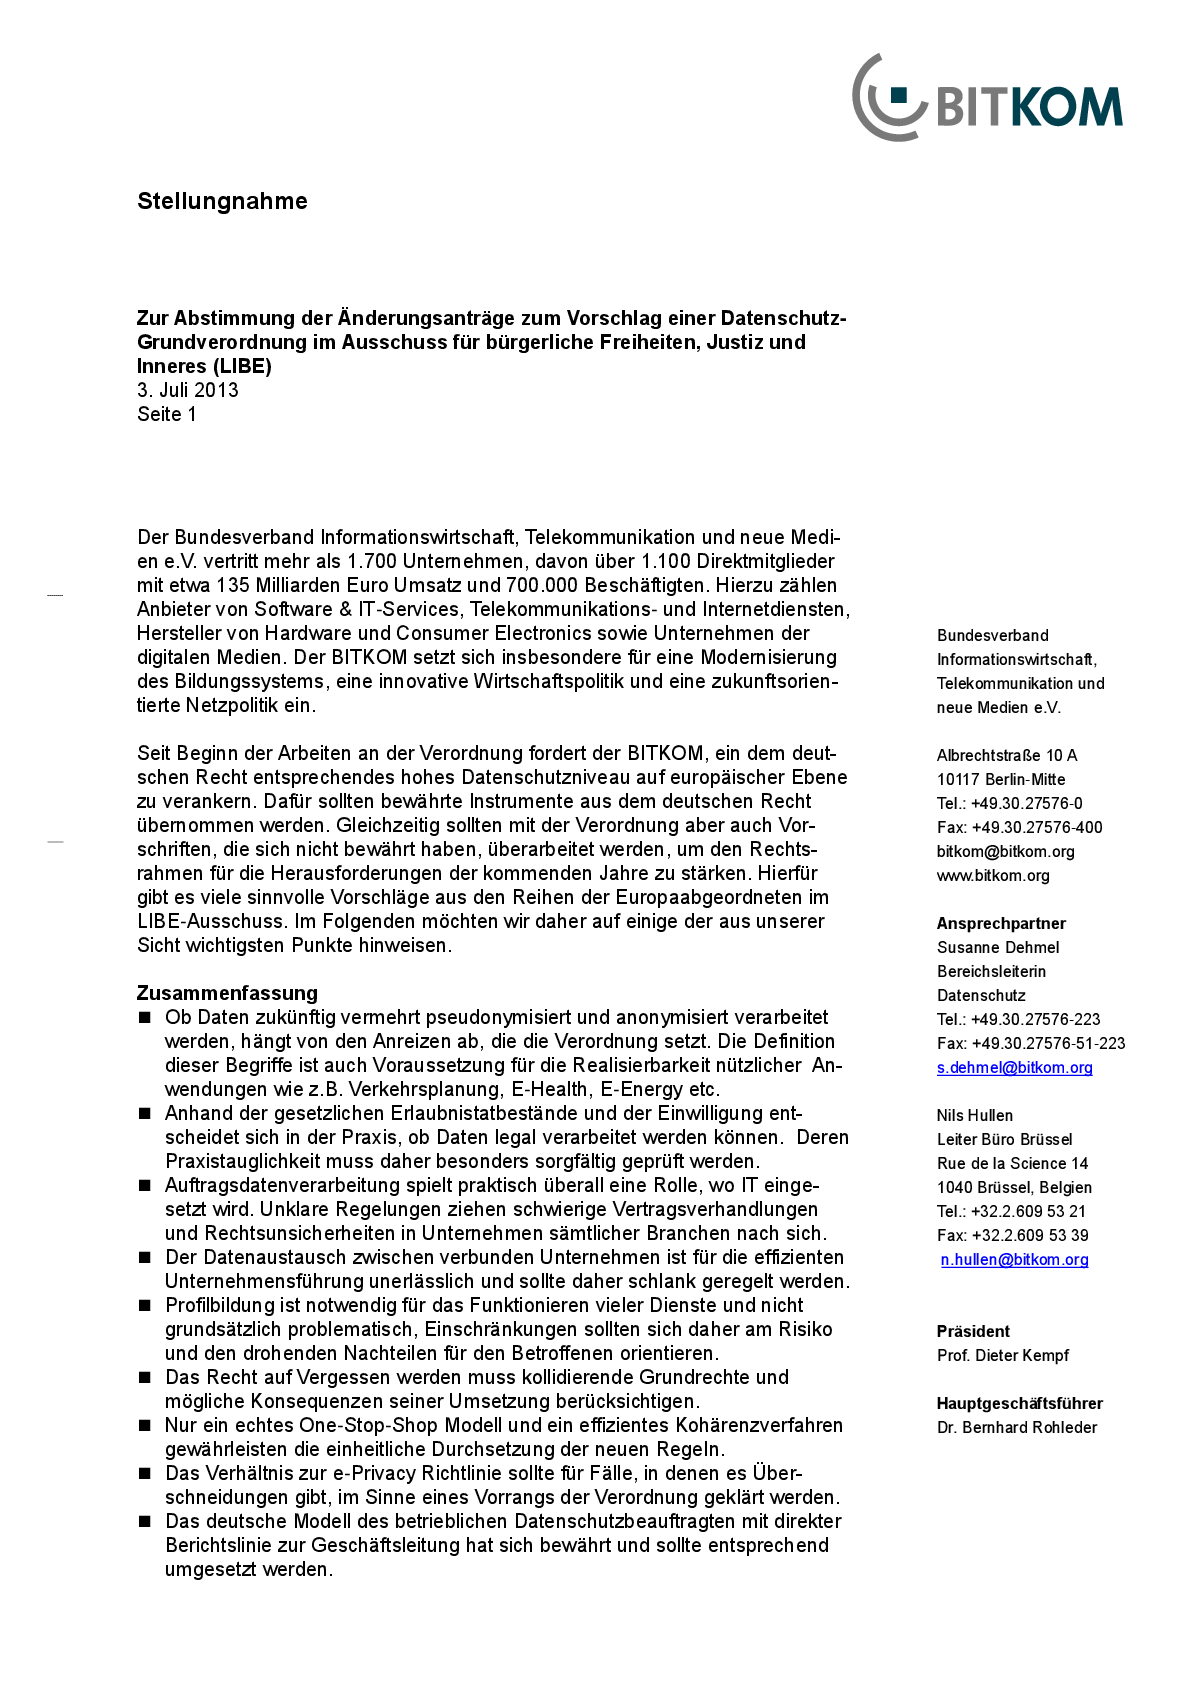 BITKOM
Stellungnahme
Zur Abstimmung der Änderungsanträge zum Vorschlag einer Datenschutz-
Grundverordnung im Ausschuss für bürgerliche Freiheiten, Justiz und
Inneres (LIBE)
3. Juli 2013
Seite 1
Der Bundesverband Informationswirtschaft, Telekommunikation und neue Medi-
en e.V. vertritt mehr als 1.700 Unternehmen, davon über 1.100 Direktmitglieder
mit etwa 135 Milliarden Euro Umsatz und 700.000 Beschäftigten. Hierzu zählen
Anbieter von Software & IT-Services, Telekommunikations- und Internetdiensten,
Hersteller von Hardware und Consumer Electronics sowie Unternehmen der
digitalen Medien. Der BITKOM setzt sich insbesondere für eine Modernisierung
des Bildungssystems, eine innovative Wirtschaftspolitik und eine zukunftsorien-
tierte Netzpolitik ein.
Seit Beginn der Arbeiten an der Verordnung fordert der BITKOM, ein dem deut-
schen Recht entsprechendes hohes Datenschutzniveau auf europäischer Ebene
zu verankern. Dafür sollten bewährte Instrumente aus dem deutschen Recht
übernommen werden. Gleichzeitig sollten mit der Verordnung aber auch Vor-
schriften, die sich nicht bewährt haben, überarbeitet werden, um den Rechts-
rahmen für die Herausforderungen der kommenden Jahre zu stärken. Hierfür
gibt es viele sinnvolle Vorschläge aus den Reihen der Europaabgeordneten im
LIBE-Ausschuss. Im Folgenden möchten wir daher auf einige der aus unserer
Sicht wichtigsten Punkte hinweisen.
Zusammenfassung
■ Ob Daten zukünftig vermehrt pseudonymisiert und anonymisiert verarbeitet
werden, hängt von den Anreizen ab, die die Verordnung setzt. Die Definition
dieser Begriffe ist auch Voraussetzung für die Realisierbarkeit nützlicher An-
wendungen wie z.B. Verkehrsplanung, E-Health, E-Energy etc.
■ Anhand der gesetzlichen Erlaubnistatbestände und der Einwilligung ent-
scheidet sich in der Praxis, ob Daten legal verarbeitet werden können. Deren
Praxistauglichkeit muss daher besonders sorgfältig geprüft werden.
■ Auftragsdatenverarbeitung spielt praktisch überall eine Rolle, wo IT einge-
setzt wird. Unklare Regelungen ziehen schwierige Vertragsverhandlungen
und Rechtsunsicherheiten in Unternehmen sämtlicher Branchen nach sich.
■ Der Datenaustausch zwischen verbunden Unternehmen ist für die effizienten
Unternehmensführung unerlässlich und sollte daher schlank geregelt werden.
■ Profilbildung ist notwendig für das Funktionieren vieler Dienste und nicht
grundsätzlich problematisch, Einschränkungen sollten sich daher am Risiko
und den drohenden Nachteilen für den Betroffenen orientieren.
■ Das Recht auf Vergessen werden muss kollidierende Grundrechte und
mögliche Konsequenzen seiner Umsetzung berücksichtigen.
■ Nur ein echtes One-Stop-Shop Modell und ein effizientes Kohärenzverfahren
gewährleisten die einheitliche Durchsetzung der neuen Regeln.
■ Das Verhältnis zur e-Privacy Richtlinie sollte für Fälle, in denen es Über-
schneidungen gibt, im Sinne eines Vorrangs der Verordnung geklärt werden.
■ Das deutsche Modell des betrieblichen Datenschutzbeauftragten mit direkter
Berichtslinie zur Geschäftsleitung hat sich bewährt und sollte entsprechend
umgesetzt werden.
Bundesverband
Informationswirtschaft,
Telekommunikation und
neue Medien e.V.
Albrechtstraße 10 A
10117 Berlin-Mitte
Tel.: +49.30.27576-0
Fax: +49.30.27576-400
bitkom@bitkom.org
www.bitkom.org
Ansprechpartner
Susanne Dehmel
Bereichsleiterin
Datenschutz
Tel.: +49.30.27576-223
Fax: +49.30.27576-51-223
s.dehmel@bitkom.org
Nils Hullen
Leiter Büro Brüssel
Rue de la Science 14
1040 Brüssel, Belgien
Tel.: +32.2.609 53 21
Fax: +32.2.609 53 39
n.hullen@bitkom.org
Präsident
Prof. Dieter Kempf
Hauptgeschäftsführer
Dr. Bernhard Rohleder